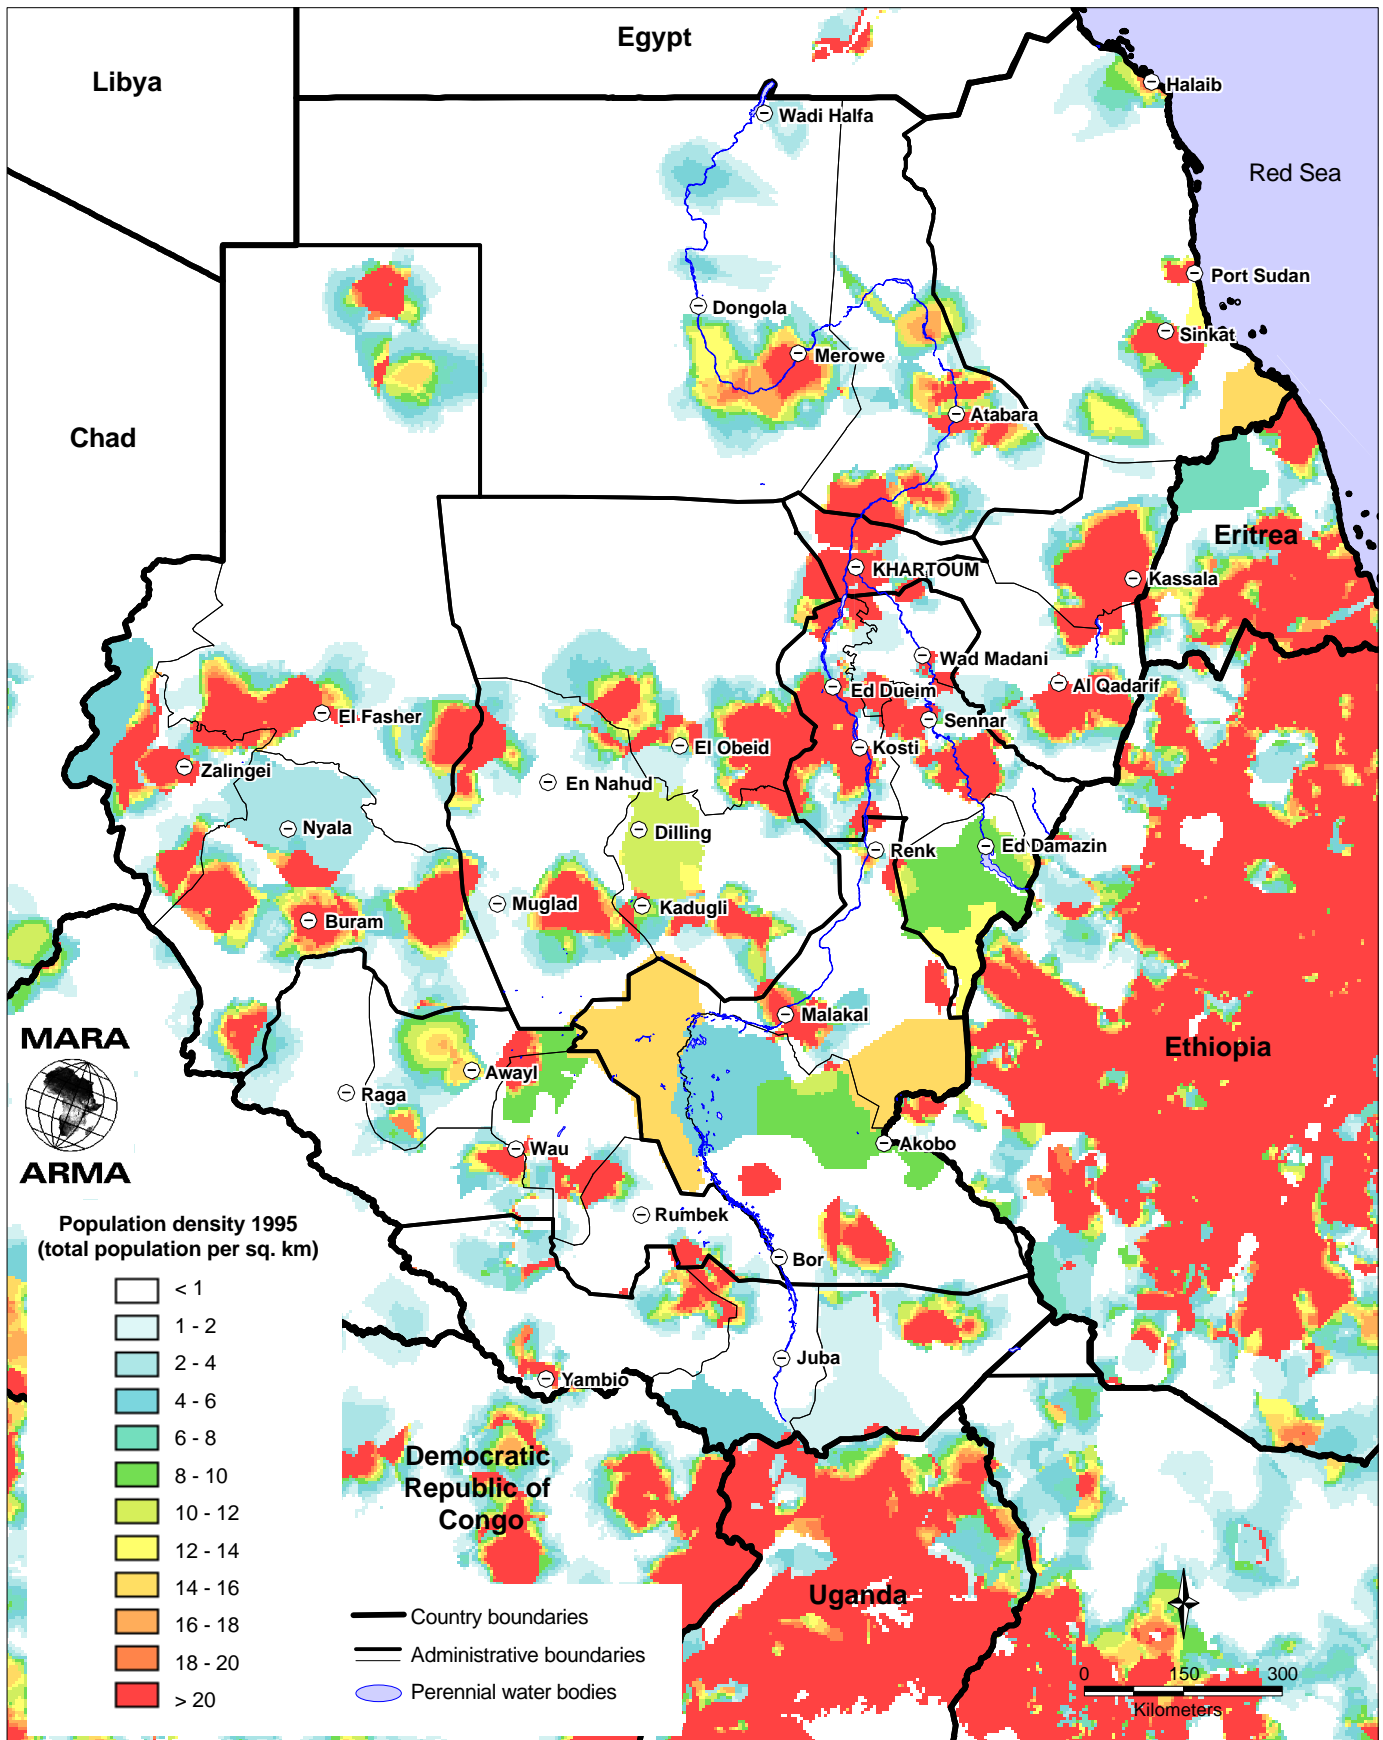 Egypt
Libya
Halaib
Wadi Halfa
Red Sea
Port Sudan
Dongola
Sinkat
Merowe
Atabara
Chad
Eritrea
KHARTOUM
Kassala
Wad Madani
Al Qadarif
Ed Dueim
El Fasher
Sennar
El Obeid
Kosti
Zalingei
En Nahud
Nyala
Dilling
Renk
Ed Damazin
Muglad
Kadugli
Buram
Malakal
MARA
Ethiopia
Awayl
Raga
Akobo
Wau
ARMA
Rumbek
Population density 1995
(total population per sq. km)
Bor
< 1
1 - 2
2 - 4
4 - 6
6 - 8
8 - 10
10 - 12
12 - 14
14 - 16
16 - 18
18 - 20
> 20
Juba
Yambio
Democratic
Republic of
Congo
Uganda
Country boundaries
Administrative boundaries
Perennial water bodies
0 150 300
Kilometers